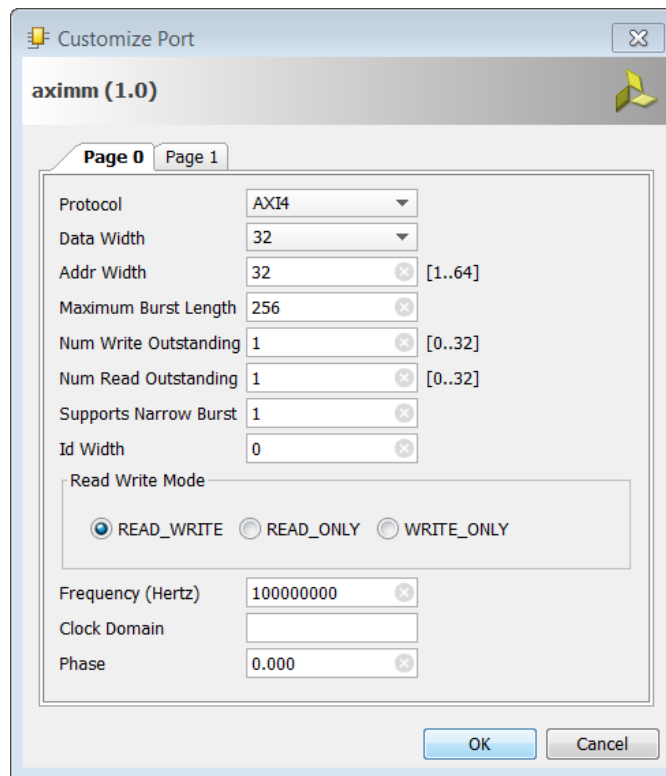 Customize Port
aximm (1.0)
Page 0 Page 1
Protocol AXI4
Data Width 32
Addr Width 32 [1..64]
Maximum Burst Length 256
Num Write Outstanding 1 [0..32]
Num Read Outstanding 1 [0..32]
Supports Narrow Burst 1
Id Width 0
Read Write Mode
READ_WRITE READ_ONLY WRITE_ONLY
Frequency (Hertz) 100000000
Clock Domain
Phase 0.000
OK Cancel